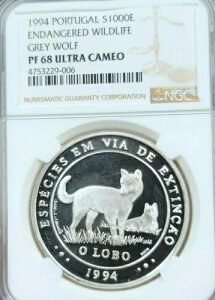 1994 PORTUGAL S1000E
ENDANGERED WILDLIFE
GREY WOLF
PF 68 ULTRA CAMEO
4753229-006
NUMISMATIC GUARANTY CORPORATION
NGC
ESPÉCIES EM VIA DE EXTINÇÃO
O LOBO
1994